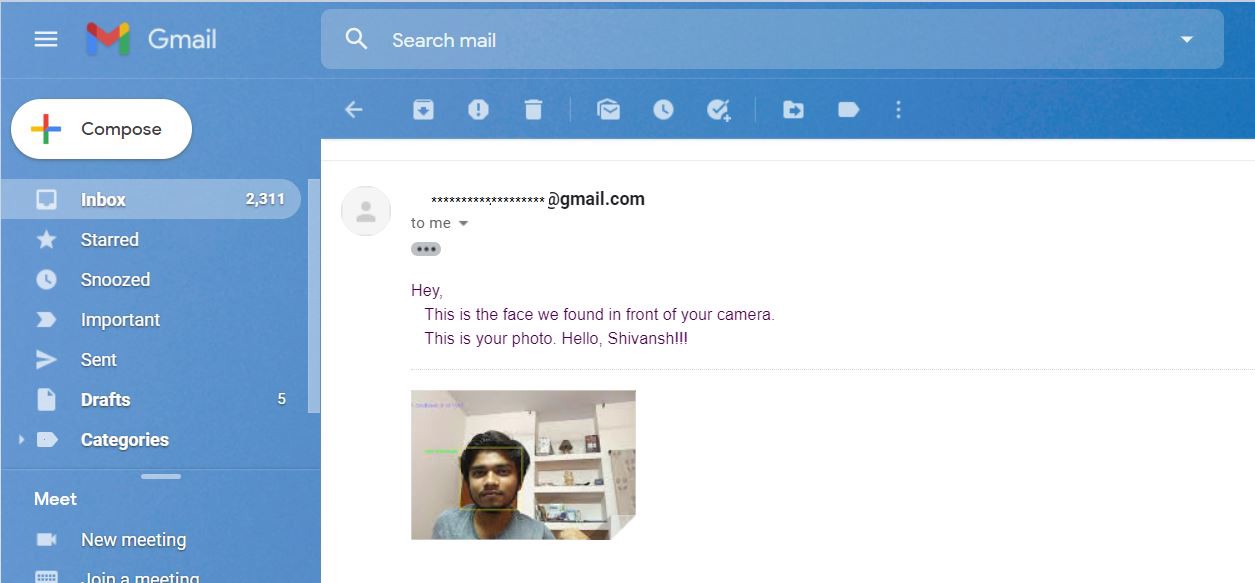 Gmail
Search mail
Compose
Inbox 2,311
Starred
Snoozed
Important
Sent
Drafts 5
Categories
Meet
New meeting
Join a meeting
*******************@gmail.com
to me
Hey,
This is the face we found in front of your camera.
This is your photo. Hello, Shivansh!!!